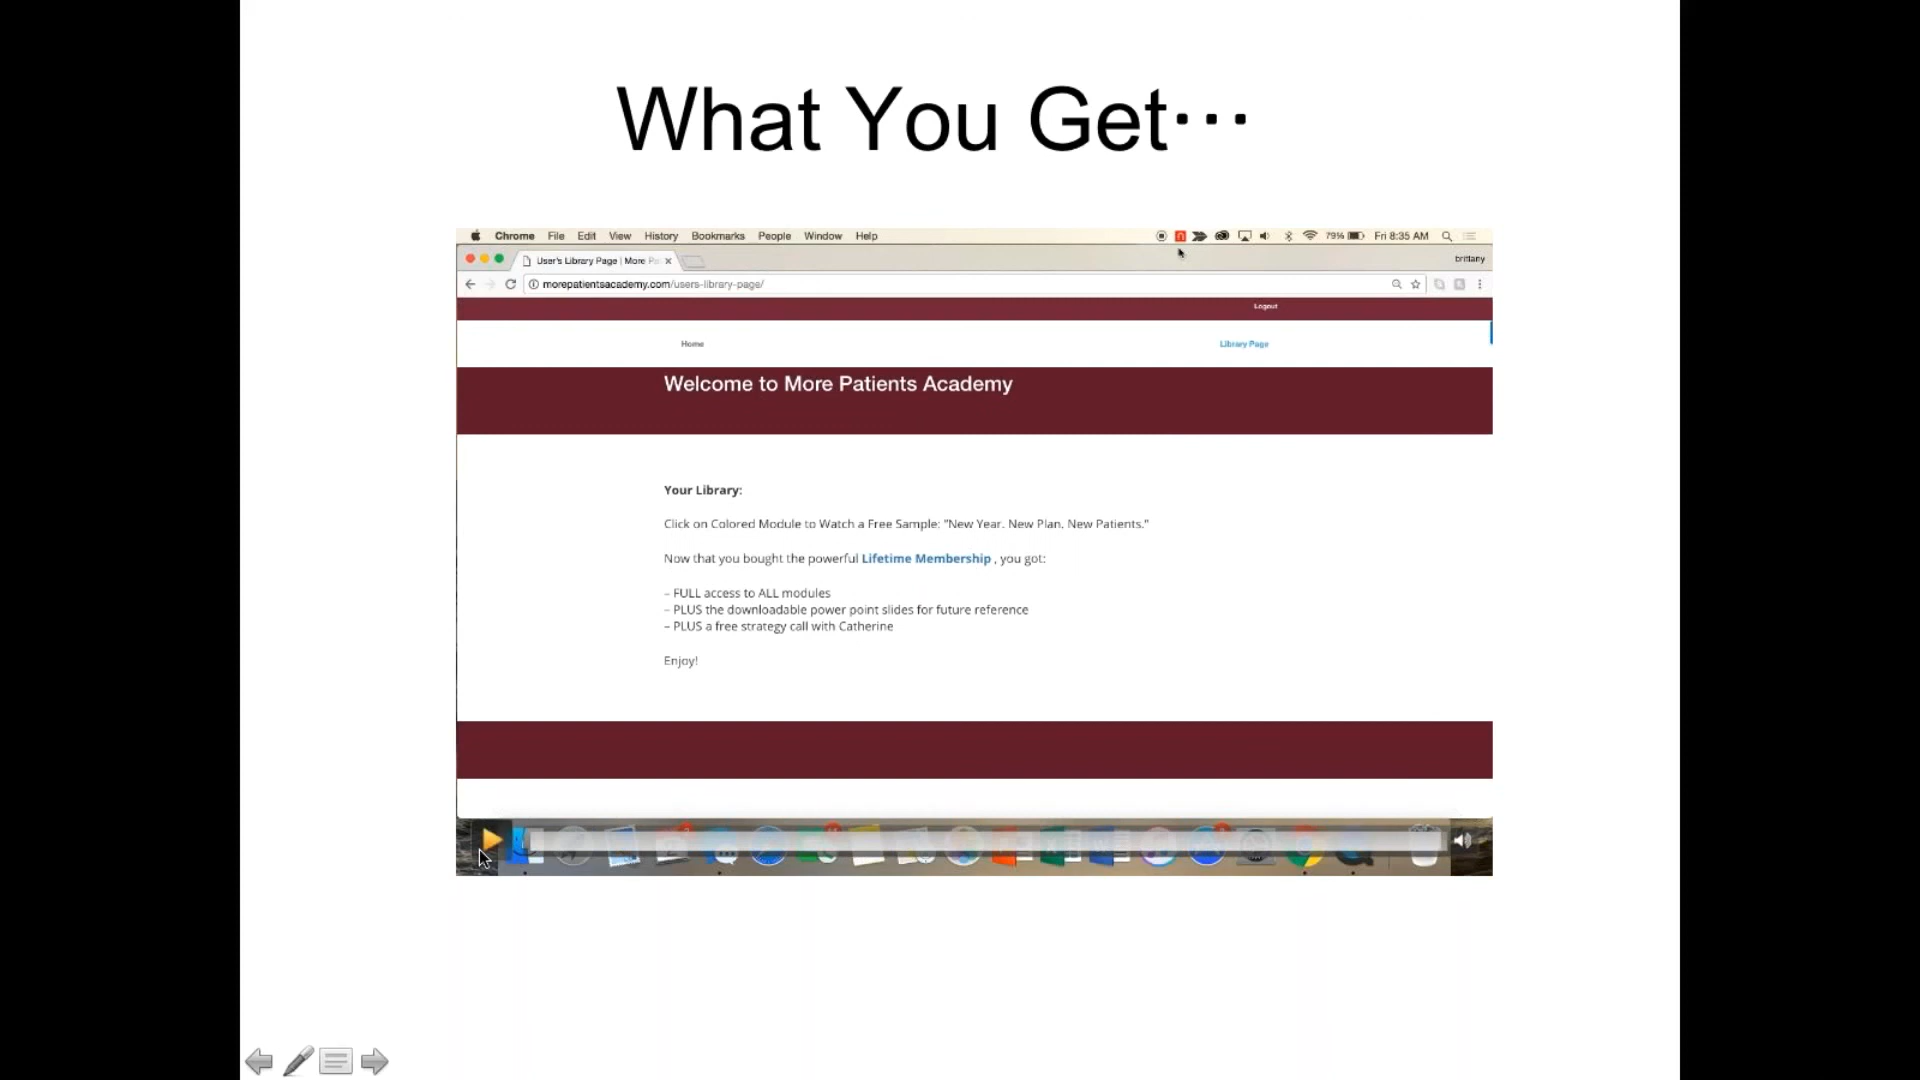 What You Get…
Chrome File Edit View History Bookmarks People Window Help 79% Fri 8:35 AM
User's Library Page | More Pa brittany
morepatientsacademy.com/users-library-page/
Logout
Home Library Page
Welcome to More Patients Academy
Your Library:
Click on Colored Module to Watch a Free Sample: "New Year. New Plan. New Patients."
Now that you bought the powerful Lifetime Membership , you got:
– FULL access to ALL modules
– PLUS the downloadable power point slides for future reference
– PLUS a free strategy call with Catherine
Enjoy!